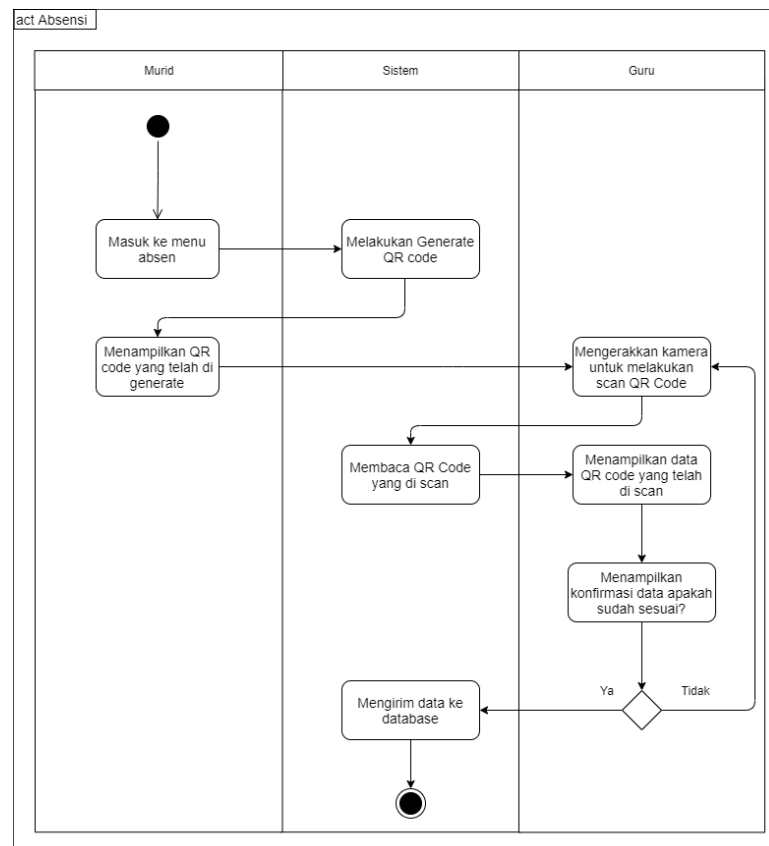 act Absensi
Murid
Sistem
Guru
Masuk ke menu
absen
Melakukan Generate
QR code
Menampilkan QR
code yang telah di
generate
Mengerakkan kamera
untuk melakukan
scan QR Code
Membaca QR Code
yang di scan
Menampilkan data
QR code yang telah
di scan
Menampilkan
konfirmasi data apakah
sudah sesuai?
Ya
Tidak
Mengirim data ke
database